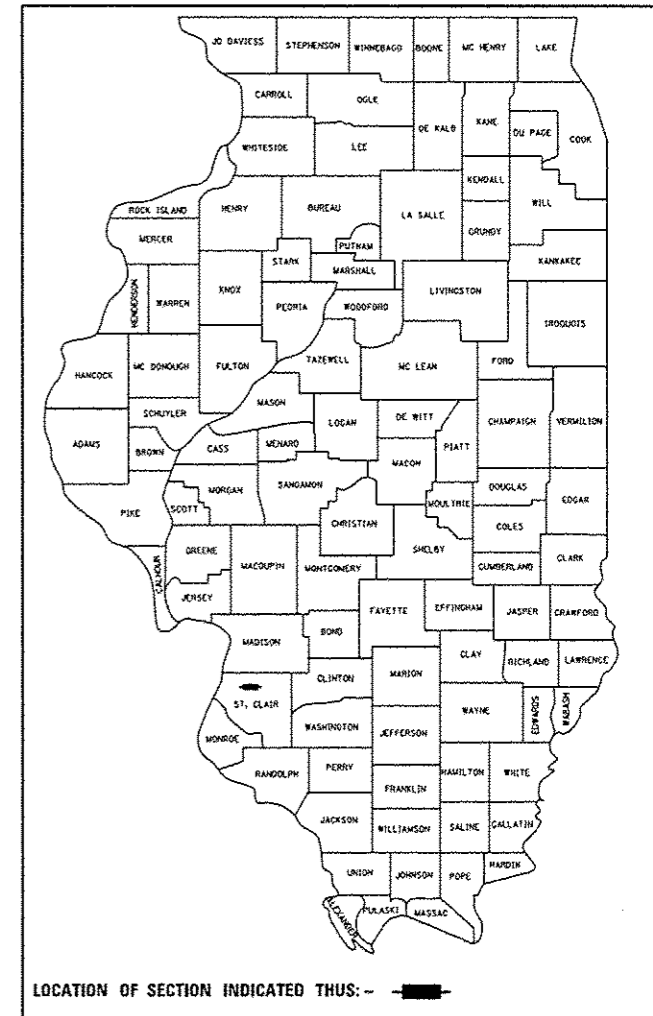 JO DAVIESS STEPHENSON WINNEBAGO BOONE MC HENRY LAKE
CARROLL OGLE DE KALB KANE DU PAGE COOK
WHITESIDE LEE KENDALL WILL
ROCK ISLAND HENRY BUREAU LA SALLE GRUNDY
MERCER PUTNAM KANKAKEE
HENDERSON WARREN KNOX STARK MARSHALL LIVINGSTON
PEORIA WOODFORD IROQUOIS
HANCOCK MC DONOUGH FULTON TAZEWELL MC LEAN FORD
SCHUYLER MASON
ADAMS BROWN CASS MENARD LOGAN DE WITT PIATT CHAMPAIGN VERMILION
MACON
PIKE SCOTT MORGAN SANGAMON MOULTRIE DOUGLAS EDGAR
CHRISTIAN COLES
CALHOUN GREENE MACOUPIN MONTGOMERY SHELBY CUMBERLAND CLARK
JERSEY FAYETTE EFFINGHAM JASPER CRAWFORD
MADISON BOND CLAY RICHLAND LAWRENCE
CLINTON MARION
ST. CLAIR WAYNE EDWARDS WABASH
MONROE WASHINGTON JEFFERSON
RANDOLPH PERRY HAMILTON WHITE
FRANKLIN
JACKSON WILLIAMSON SALINE GALLATIN
UNION JOHNSON POPE HARDIN
ALEXANDER PULASKI MASSAC
LOCATION OF SECTION INDICATED THUS: -